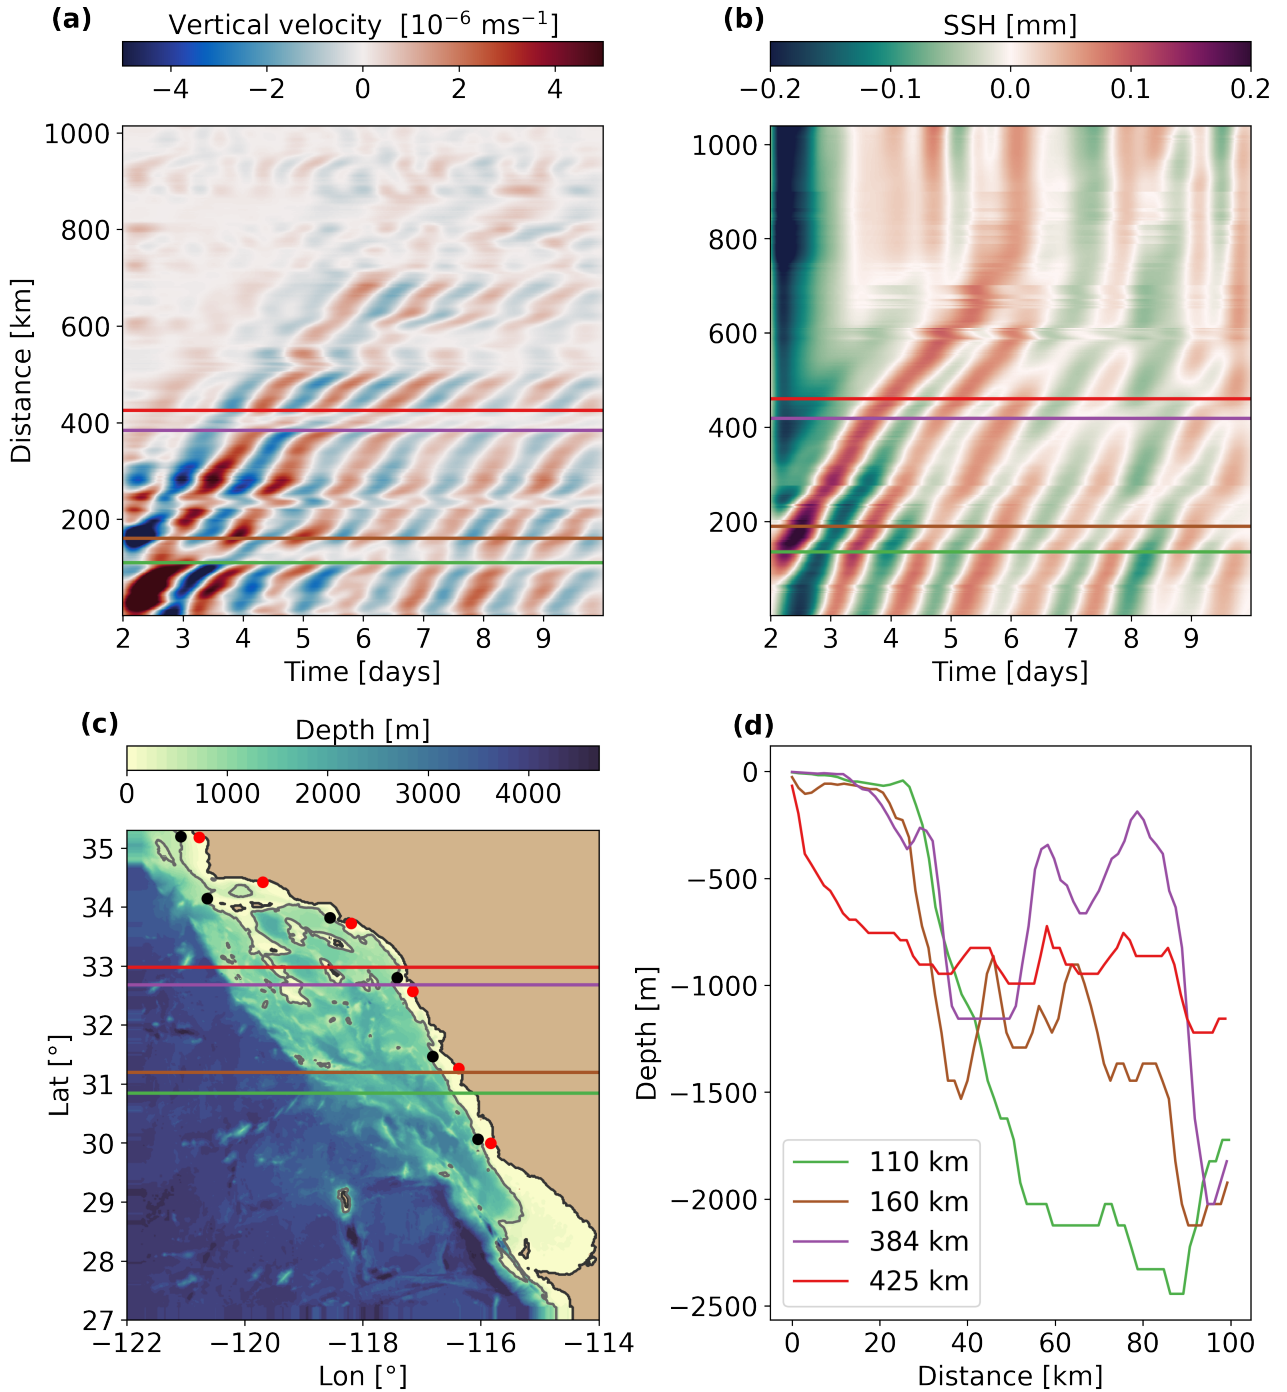 (a)
Vertical velocity [10⁻⁶ ms⁻¹]
−4 −2 0 2 4
1000
800
600
400
200
Distance [km]
2 3 4 5 6 7 8 9
Time [days]
(b)
SSH [mm]
−0.2 −0.1 0.0 0.1 0.2
1000
800
600
400
200
2 3 4 5 6 7 8 9
Time [days]
(c)
Depth [m]
0 1000 2000 3000 4000
35
34
33
32
31
30
29
28
27
Lat [°]
−122 −120 −118 −116 −114
Lon [°]
(d)
0
−500
−1000
−1500
−2000
−2500
Depth [m]
110 km
160 km
384 km
425 km
0 20 40 60 80 100
Distance [km]